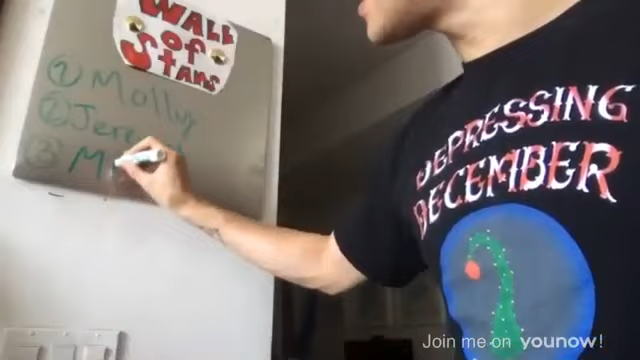 WALL
of
Stans
① Molly
② Jere
③ M
DEPRESSING
DECEMBER
Join me on younow!